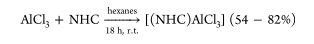 AlCl₃ + NHC hexanes 18 h, r.t. → [(NHC)AlCl₃] (54 − 82%)